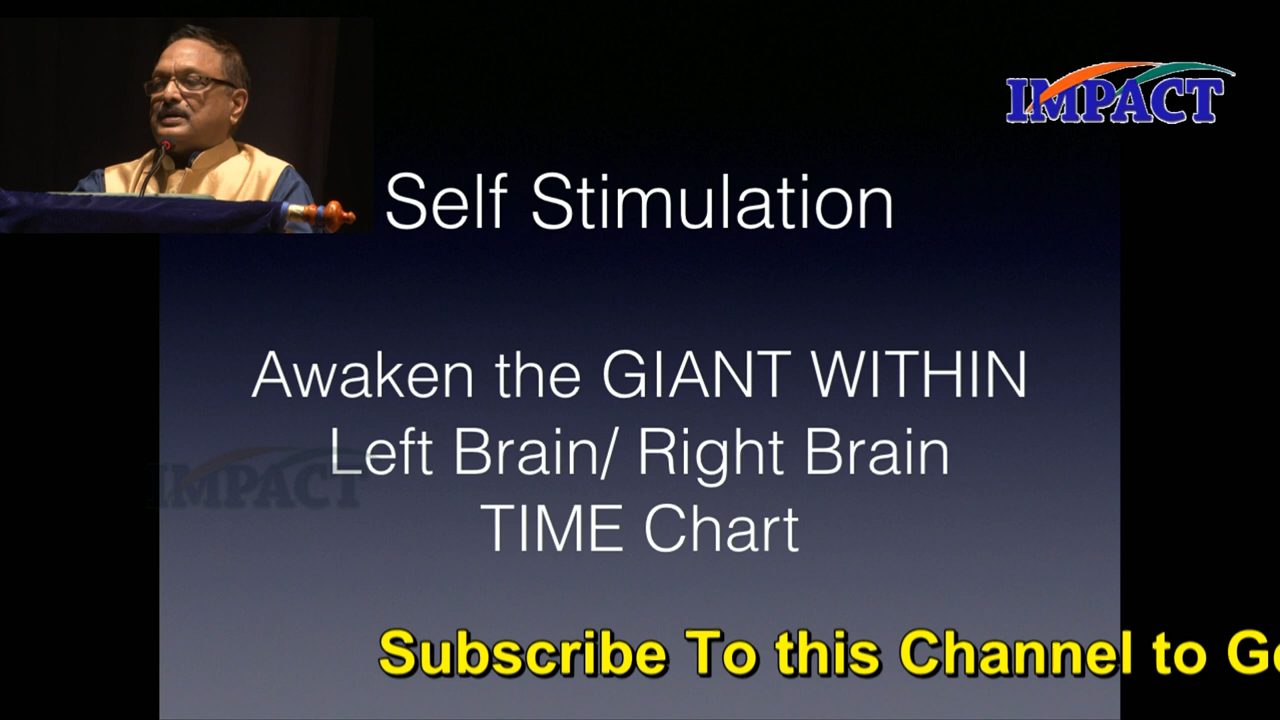 IMPACT
Self Stimulation
Awaken the GIANT WITHIN
Left Brain/ Right Brain
IMPACT
TIME Chart
Subscribe To this Channel to